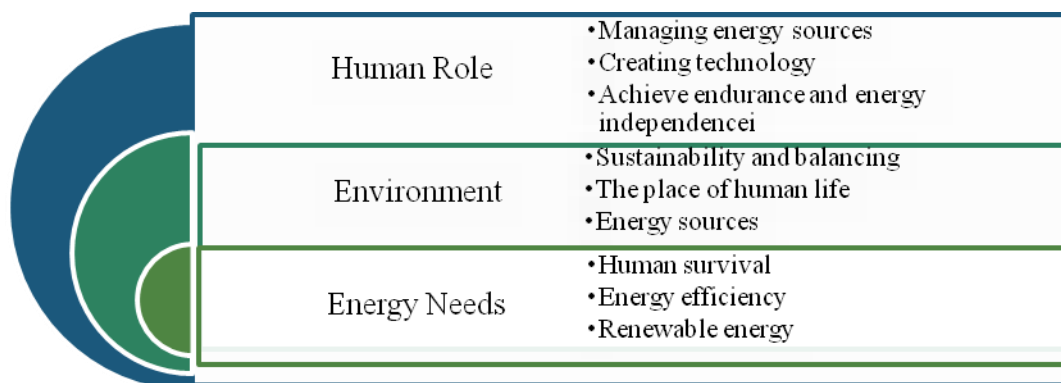 Human Role
•Managing energy sources
•Creating technology
•Achieve endurance and energy
independencei
Environment
•Sustainability and balancing
•The place of human life
•Energy sources
Energy Needs
•Human survival
•Energy efficiency
•Renewable energy